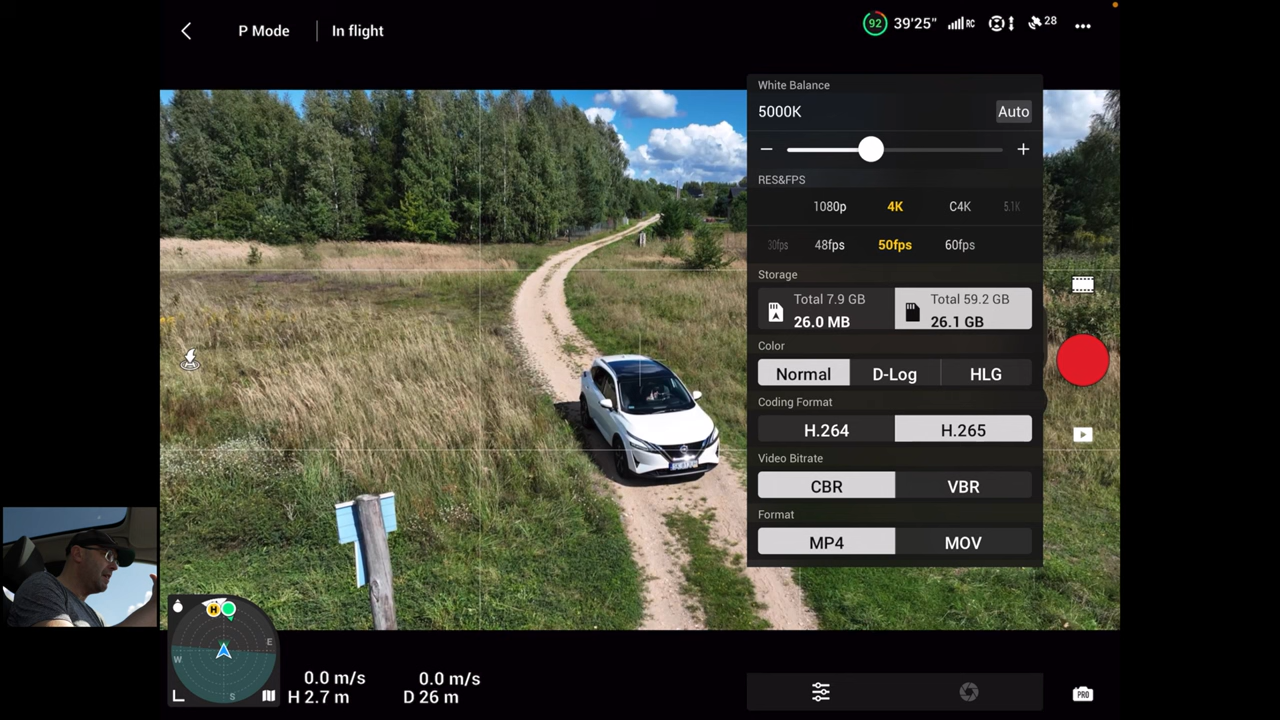 P Mode
In flight
92
39'25"
RC
28
White Balance
5000K
Auto
RES&FPS
1080p
4K
C4K
5.1K
30fps
48fps
50fps
60fps
Storage
Total 7.9 GB
26.0 MB
Total 59.2 GB
26.1 GB
Color
Normal
D-Log
HLG
Coding Format
H.264
H.265
Video Bitrate
CBR
VBR
Format
MP4
MOV
H
W
E
S
0.0 m/s
0.0 m/s
H 2.7 m
D 26 m
PRO